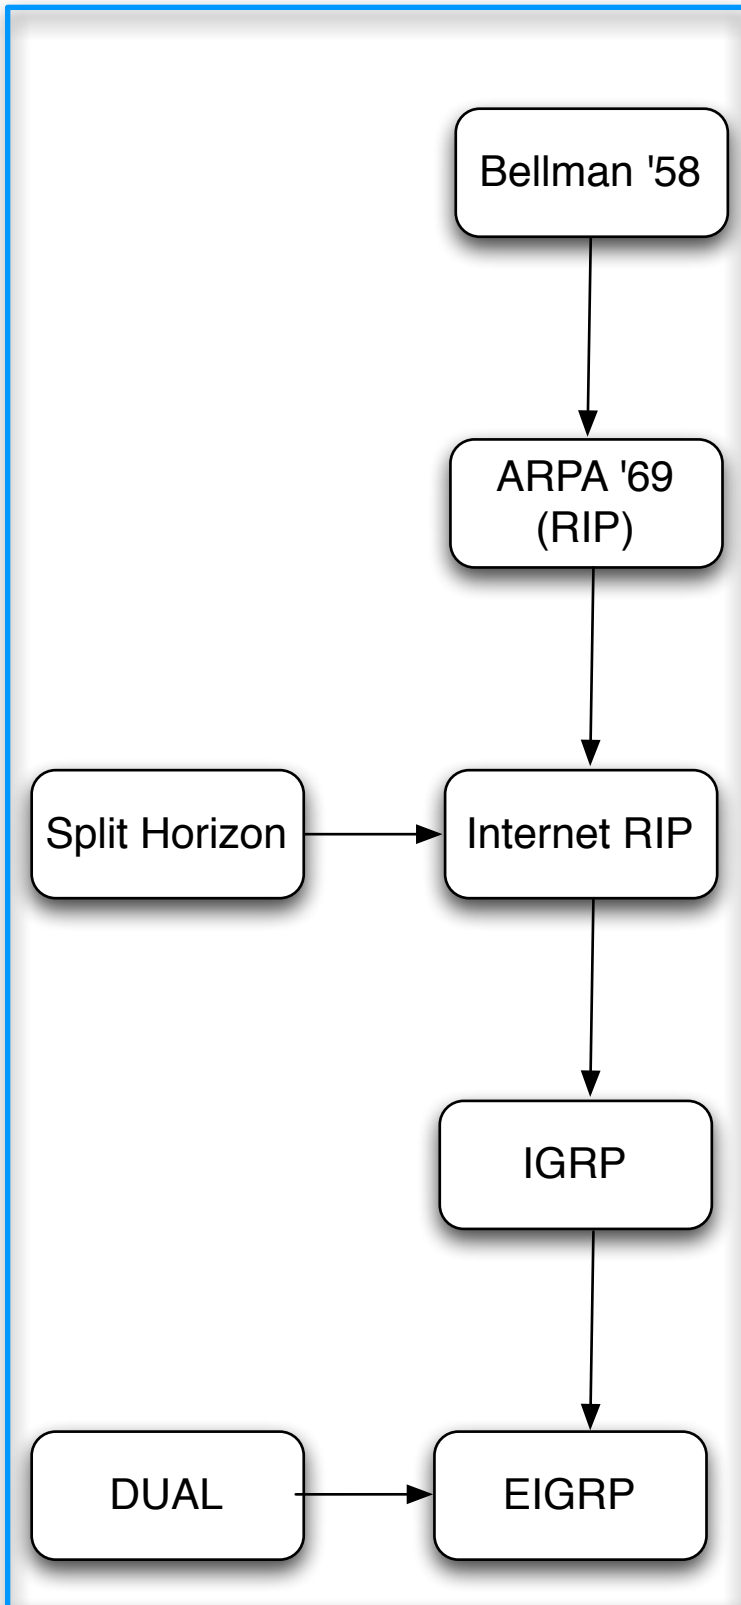 Bellman '58
ARPA '69
(RIP)
Split Horizon
Internet RIP
IGRP
DUAL
EIGRP